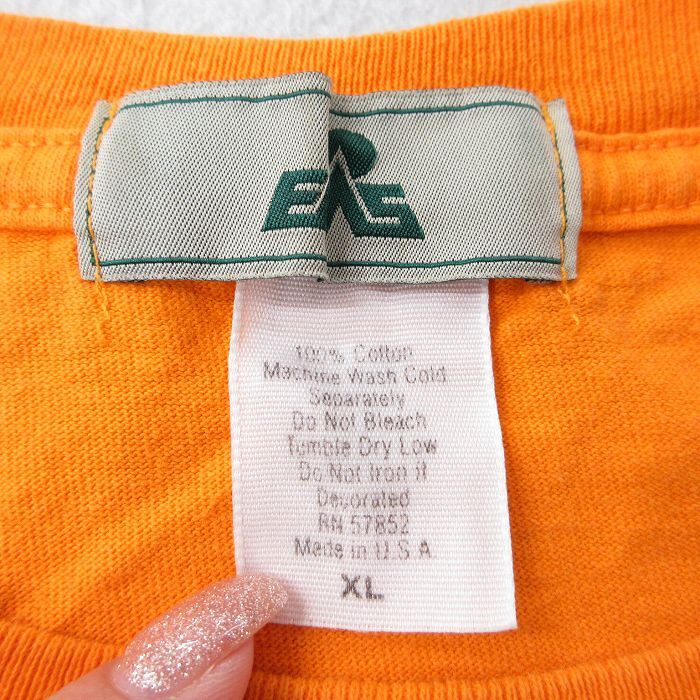 EMS
100% Cotton
Machine Wash Cold
Separately
Do Not Bleach
Tumble Dry Low
Do Not Iron if
Decorated
RN 57852
Made in U.S.A.
XL